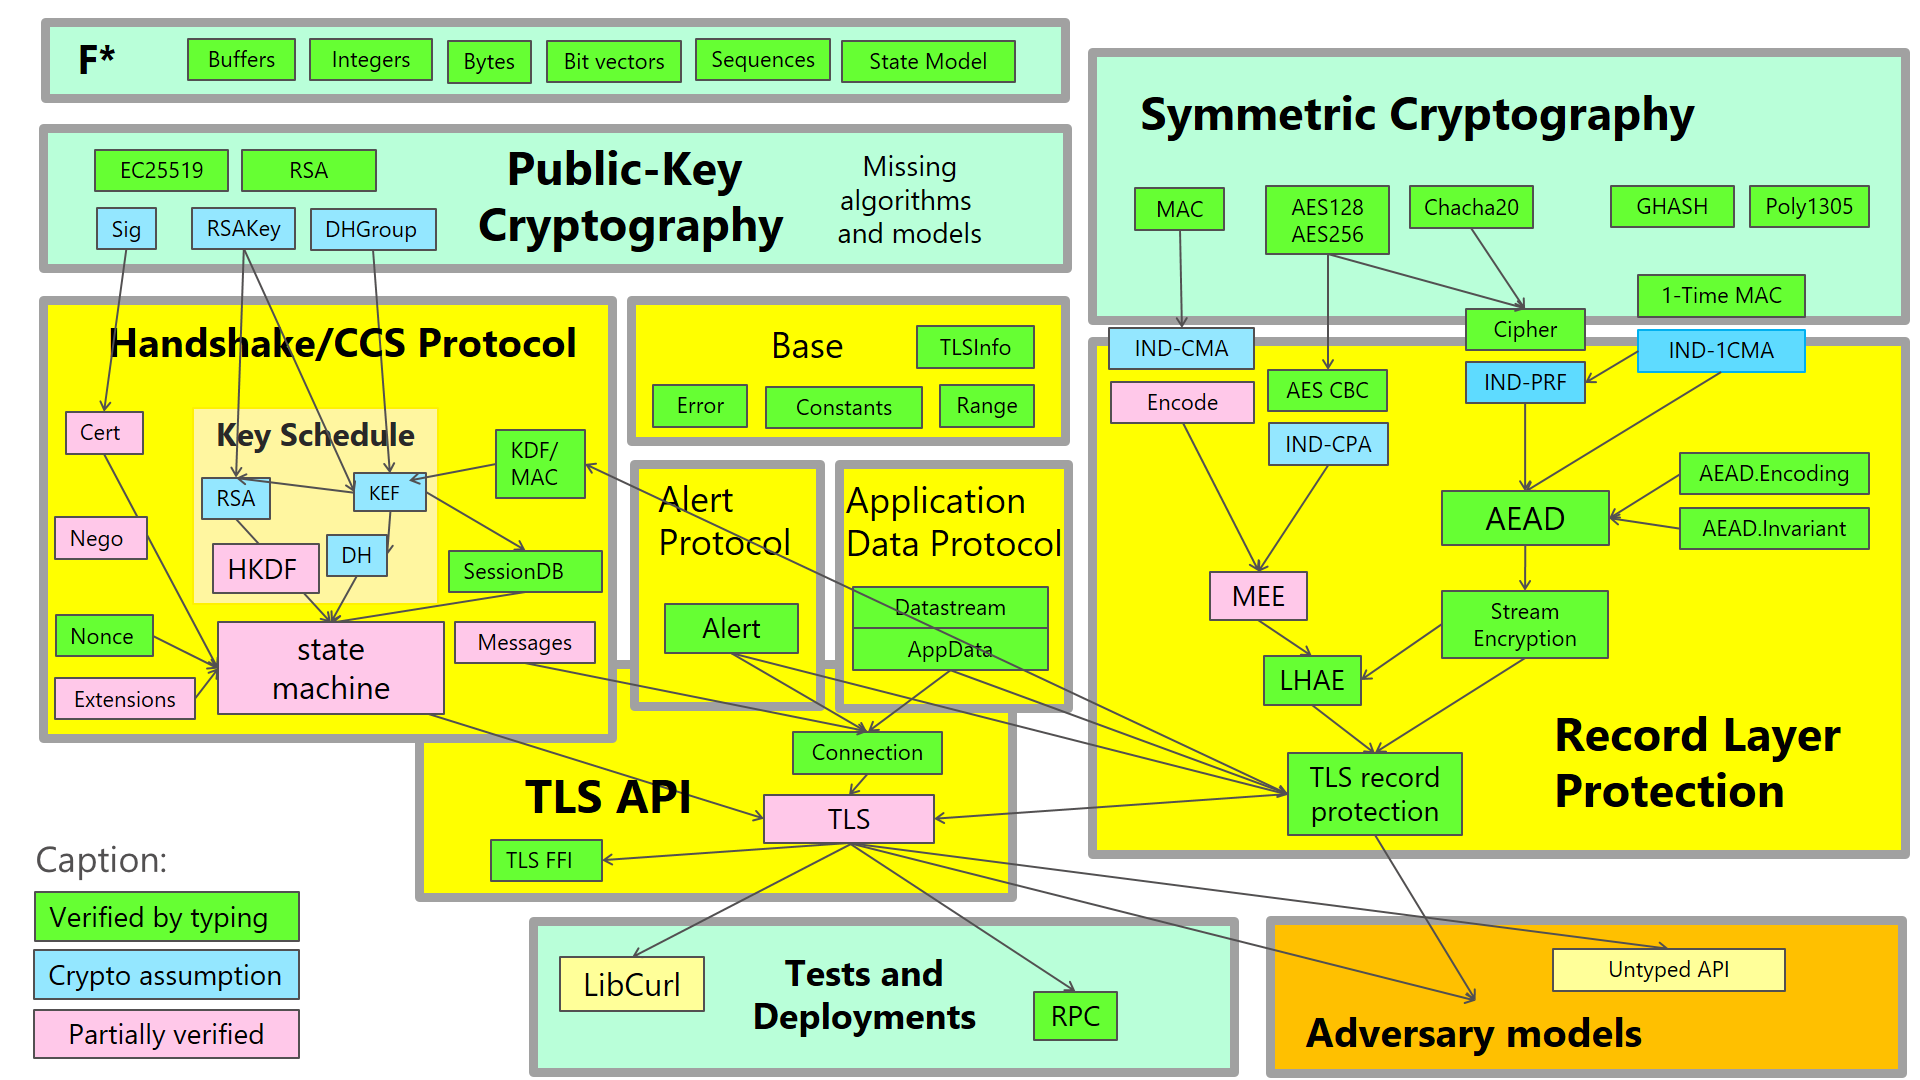 F*
Buffers
Integers
Bytes
Bit vectors
Sequences
State Model
Public-Key
Cryptography
Missing
algorithms
and models
EC25519
RSA
Sig
RSAKey
DHGroup
Symmetric Cryptography
MAC
AES128
AES256
Chacha20
GHASH
Poly1305
1-Time MAC
Cipher
Handshake/CCS Protocol
Cert
Key Schedule
KDF/
MAC
RSA
KEF
Nego
HKDF
DH
SessionDB
Nonce
state
machine
Messages
Extensions
Base
TLSInfo
Error
Constants
Range
Alert
Protocol
Alert
Application
Data Protocol
Datastream
AppData
IND-CMA
Encode
AES CBC
IND-CPA
IND-PRF
IND-1CMA
AEAD
AEAD.Encoding
AEAD.Invariant
MEE
Stream
Encryption
LHAE
TLS record
protection
Record Layer
Protection
TLS API
Connection
TLS
TLS FFI
Caption:
Verified by typing
Crypto assumption
Partially verified
LibCurl
Tests and
Deployments
RPC
Untyped API
Adversary models